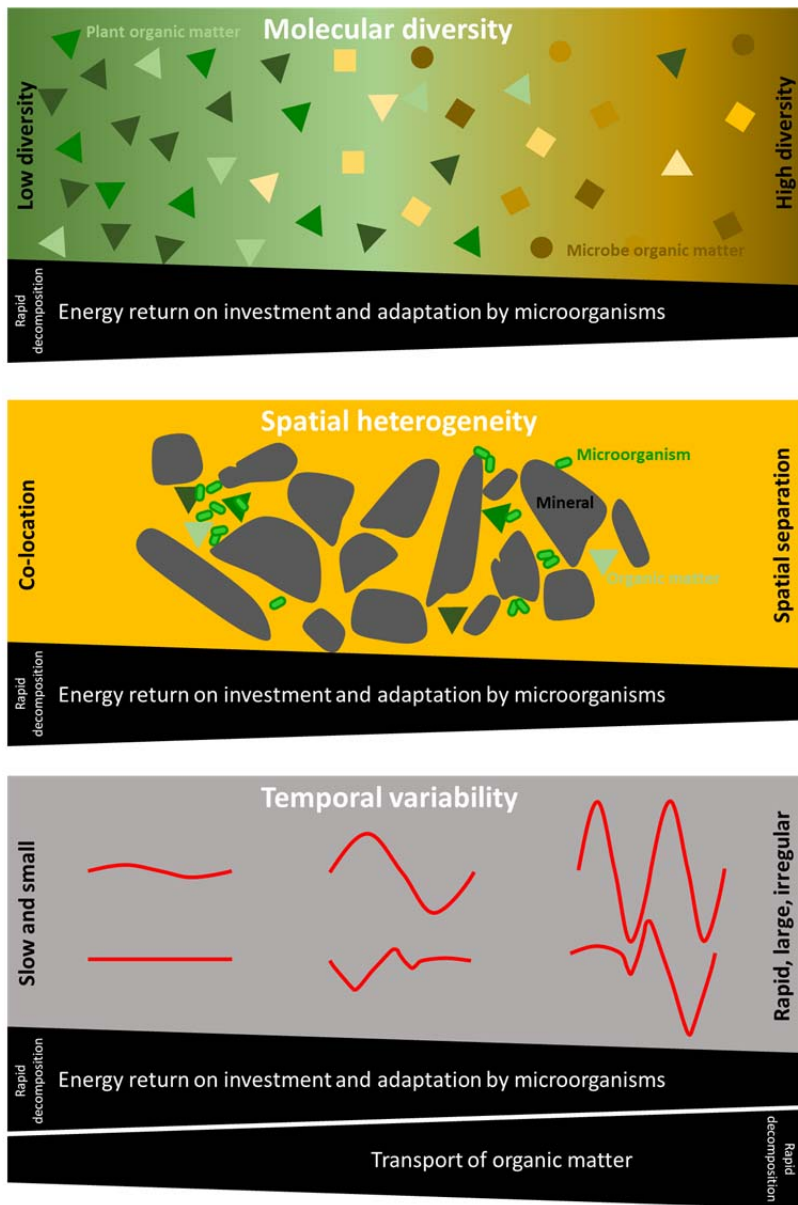 Plant organic matter
Molecular diversity
Low diversity
High diversity
Microbe organic matter
Rapid
decomposition
Energy return on investment and adaptation by microorganisms
Spatial heterogeneity
Microorganism
Mineral
Organic matter
Co-location
Spatial separation
Rapid
decomposition
Energy return on investment and adaptation by microorganisms
Temporal variability
Slow and small
Rapid, large, irregular
Rapid
decomposition
Energy return on investment and adaptation by microorganisms
Transport of organic matter
Rapid
decomposition